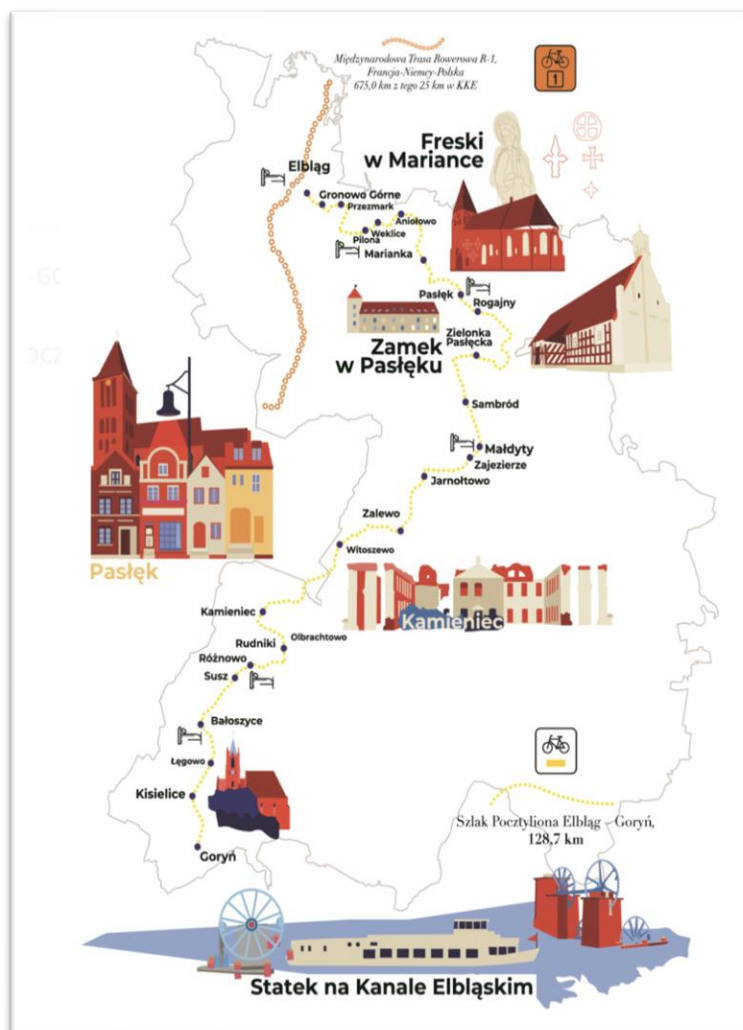 Międzynarodowa Trasa Rowerowa R-1,
Francja-Niemcy-Polska
675,0 km z tego 25 km w KKE
1
Freski
w Mariance
Elbląg
Gronowo Górne
Przezmark
Aniołowo
Weklice
Pilona
Marianka
Pasłęk
Rogajny
Zielonka
Pasłęcka
Zamek
w Pasłęku
Sambród
Małdyty
Zajezierze
Jarnołtowo
Zalewo
Witoszewo
Pasłęk
Kamieniec
Kamieniec
Olbrachtowo
Rudniki
Różnowo
Susz
Bałoszyce
Łęgowo
Kisielice
Goryń
Szlak Pocztyliona Elbląg – Goryń,
128,7 km
Statek na Kanale Elbląskim